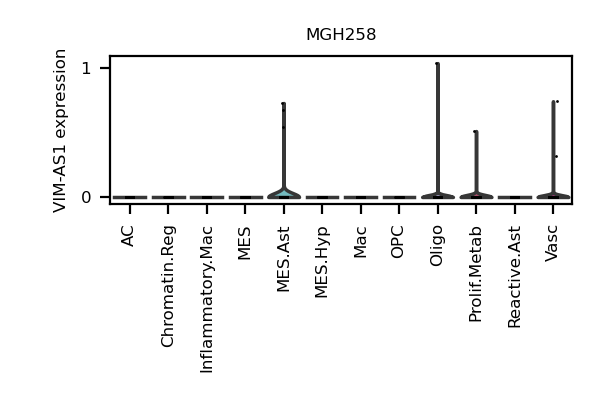 MGH258
VIM-AS1 expression
1
0
AC
Chromatin.Reg
Inflammatory.Mac
MES
MES.Ast
MES.Hyp
Mac
OPC
Oligo
Prolif.Metab
Reactive.Ast
Vasc